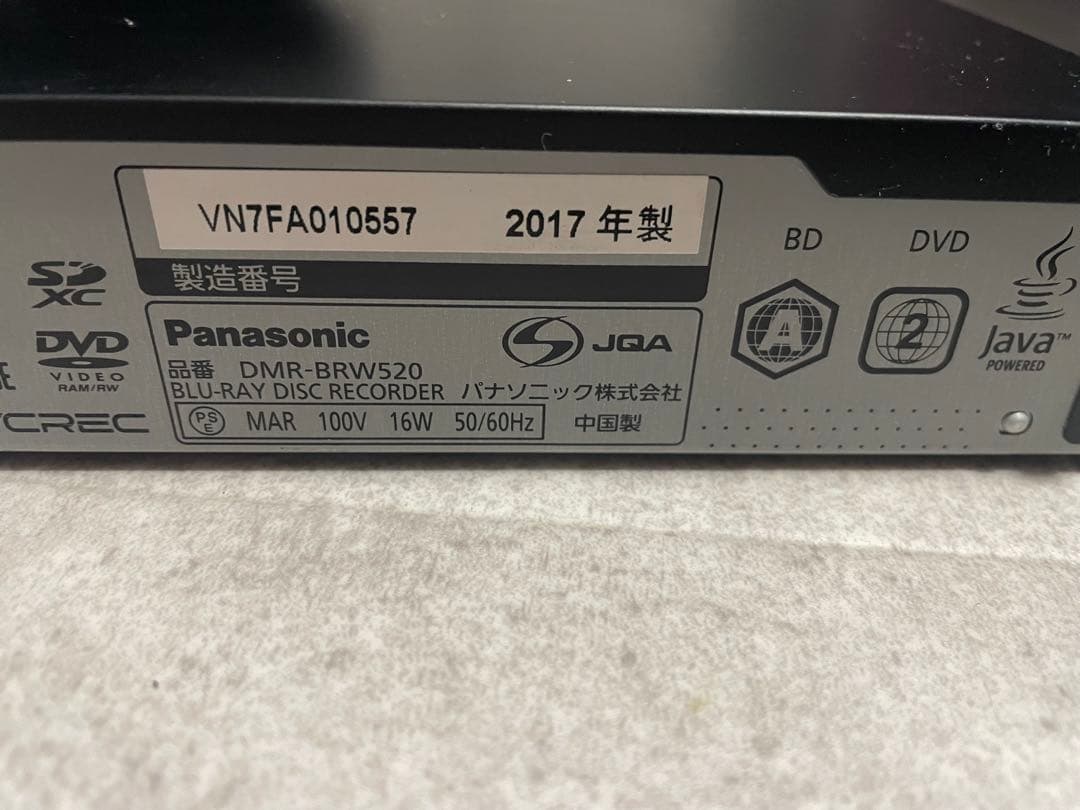 VN7FA010557 2017 年製
製造番号
SD
XC
DVD
VIDEO
RAM/RW
Panasonic
JQA
品番 DMR-BRW520
BLU-RAY DISC RECORDER パナソニック株式会社
PS
E
MAR 100V 16W 50/60Hz
中国製
BD DVD
A
2
Java™
POWERED